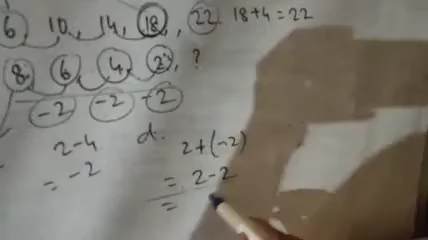 6, 10, 14, 18, 22. 18+4=22
8, 6, 4, 2, ?
-2 -2 -2
2-4
= -2
d.
2+(-2)
= 2-2
=